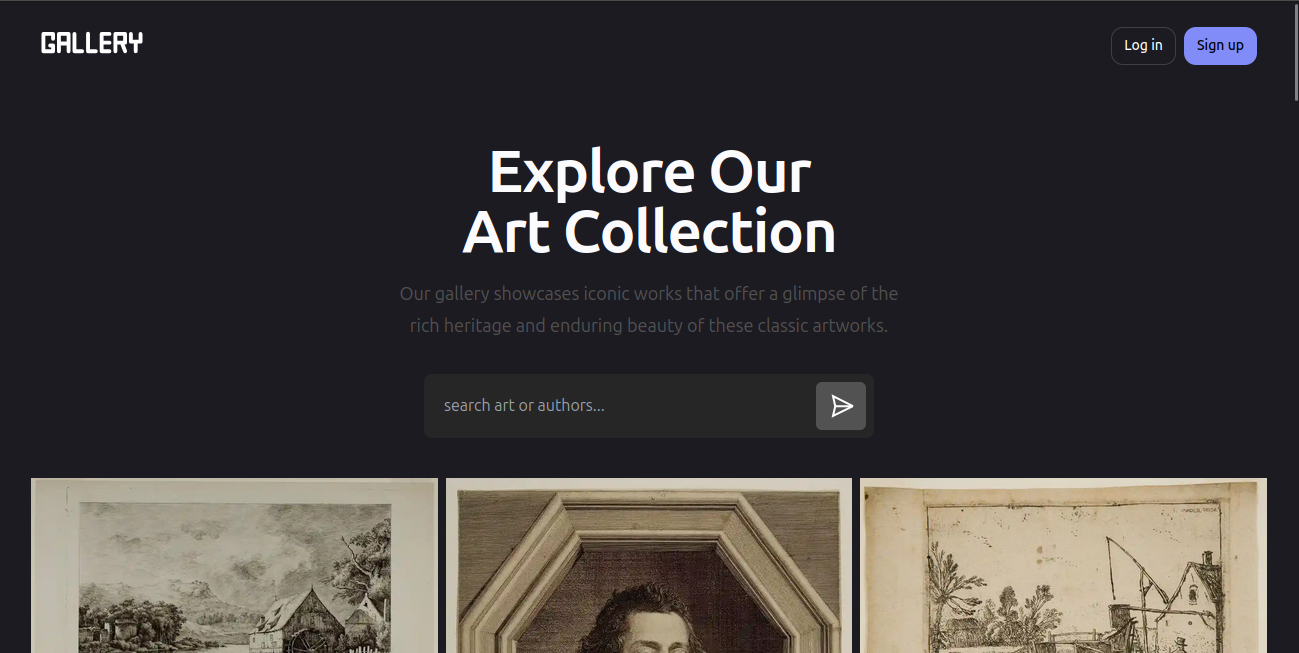 GALLERY
Log in
Sign up
Explore Our
Art Collection
Our gallery showcases iconic works that offer a glimpse of the
rich heritage and enduring beauty of these classic artworks.
search art or authors...